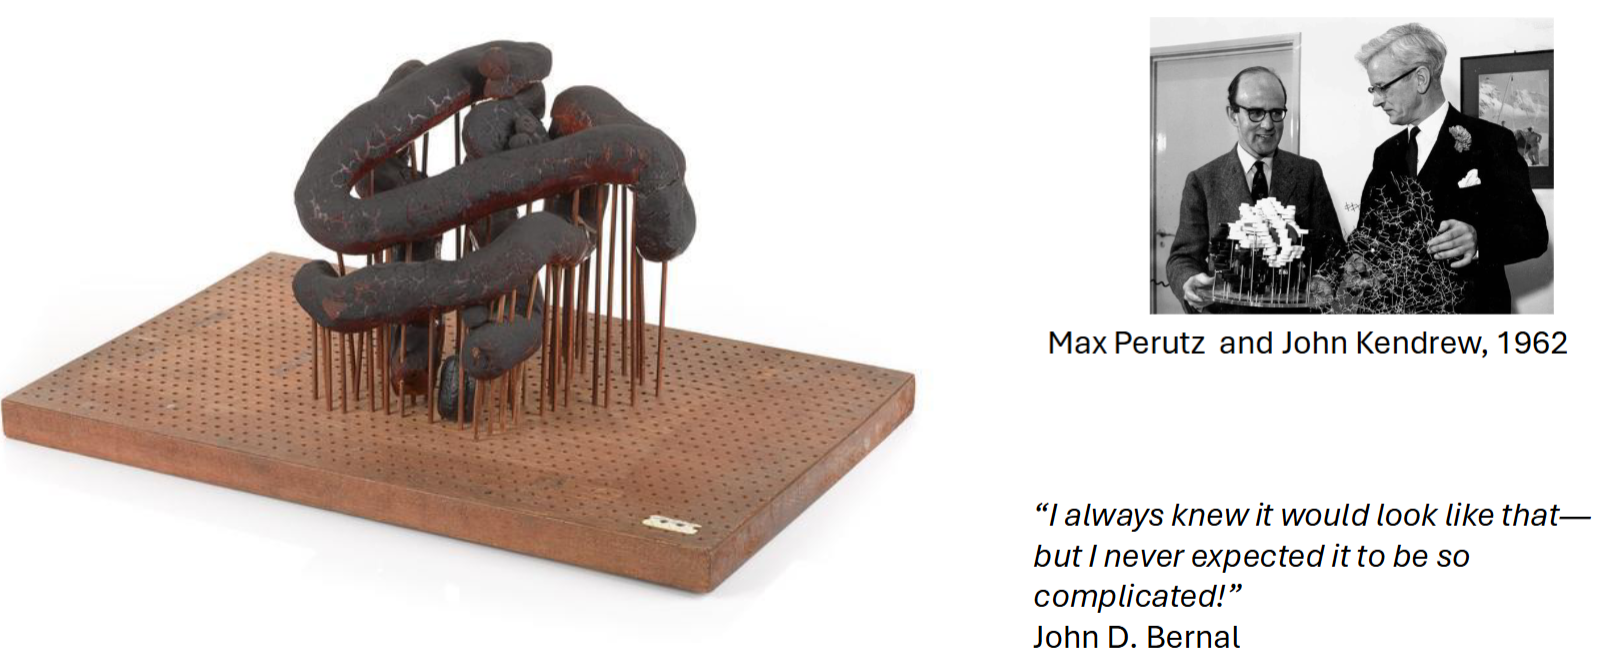 Max Perutz and John Kendrew, 1962
“I always knew it would look like that—
but I never expected it to be so
complicated!”
John D. Bernal